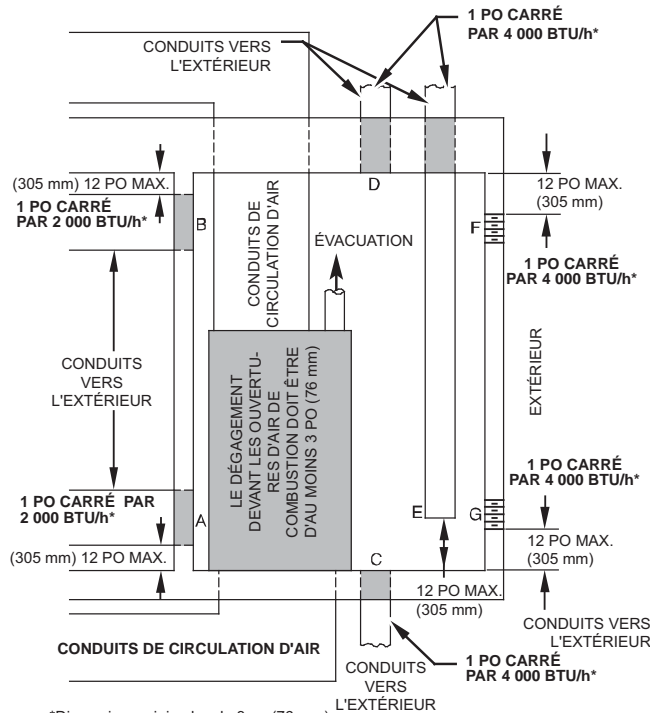 1 PO CARRÉ
PAR 4 000 BTU/h*
CONDUITS VERS
L'EXTÉRIEUR
(305 mm) 12 PO MAX.
1 PO CARRÉ
PAR 2 000 BTU/h*
B
D
12 PO MAX.
(305 mm)
F
1 PO CARRÉ
PAR 4 000 BTU/h*
CONDUITS DE
CIRCULATION D'AIR
ÉVACUATION
CONDUITS
VERS
L'EXTÉRIEUR
LE DÉGAGEMENT
DEVANT LES OUVERTU-
RES D'AIR DE
COMBUSTION DOIT ÊTRE
D'AU MOINS 3 PO (76 mm)
EXTÉRIEUR
1 PO CARRÉ
PAR 4 000 BTU/h*
1 PO CARRÉ PAR
2 000 BTU/h*
A
E
G
(305 mm) 12 PO MAX.
C
12 PO MAX.
(305 mm)
12 PO MAX.
(305 mm)
CONDUITS VERS
L'EXTÉRIEUR
CONDUITS DE CIRCULATION D'AIR
CONDUITS
VERS
L'EXTÉRIEUR
1 PO CARRÉ
PAR 4 000 BTU/h*